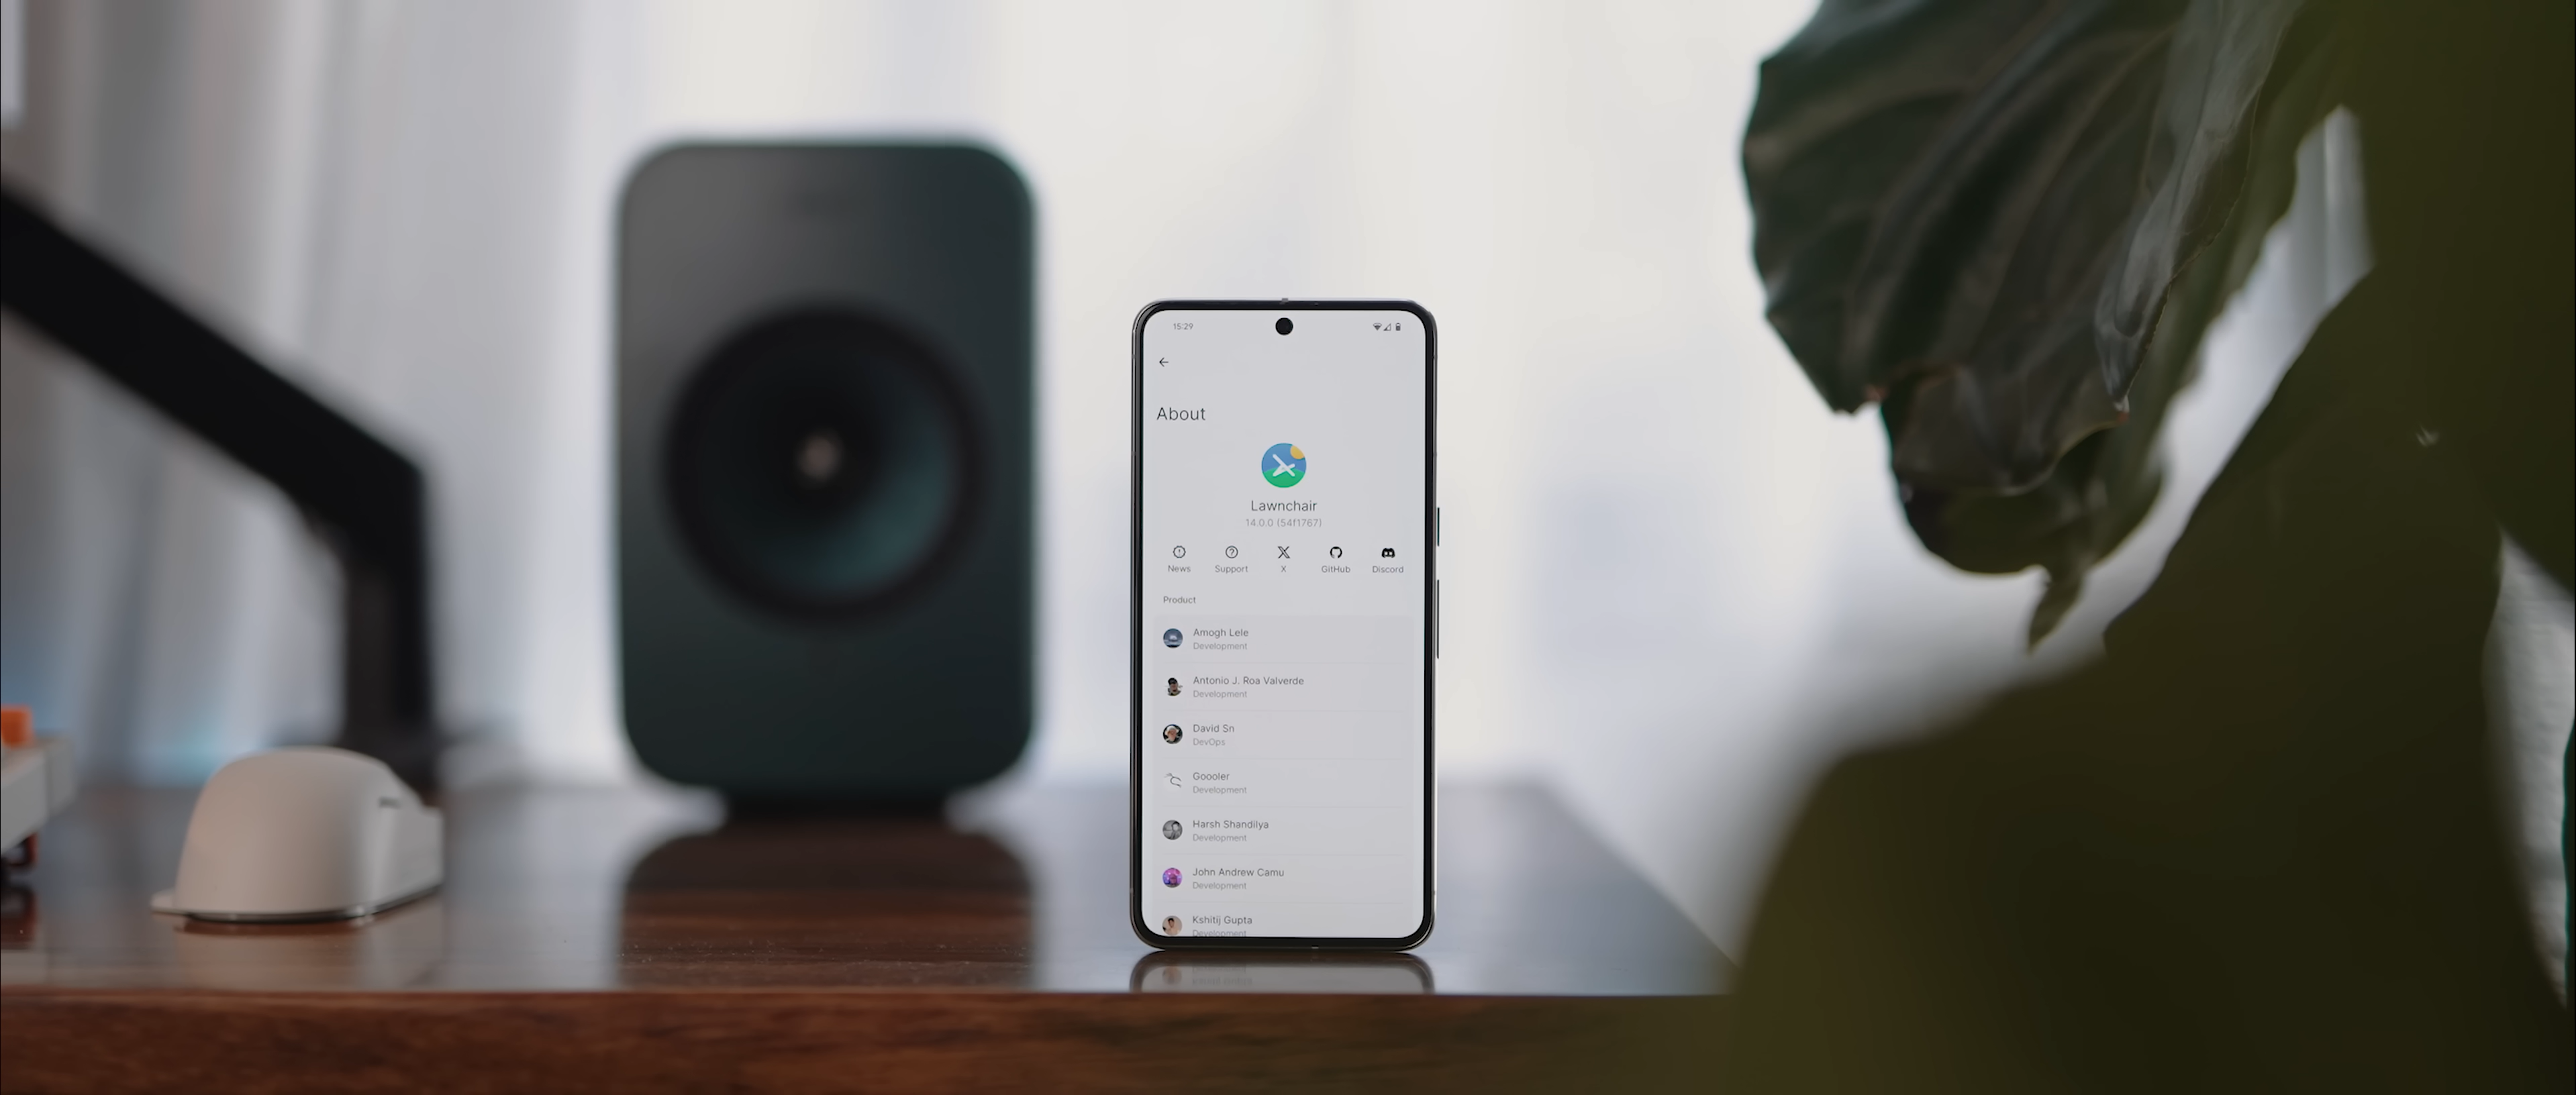 15:29
About
Lawnchair
14.0.0 (54f1767)
News Support X GitHub Discord
Product
Amogh Lele
Development
Antonio J. Roa Valverde
Development
David Sn
DevOps
Goooler
Development
Harsh Shandilya
Development
John Andrew Camu
Development
Kshitij Gupta
Development